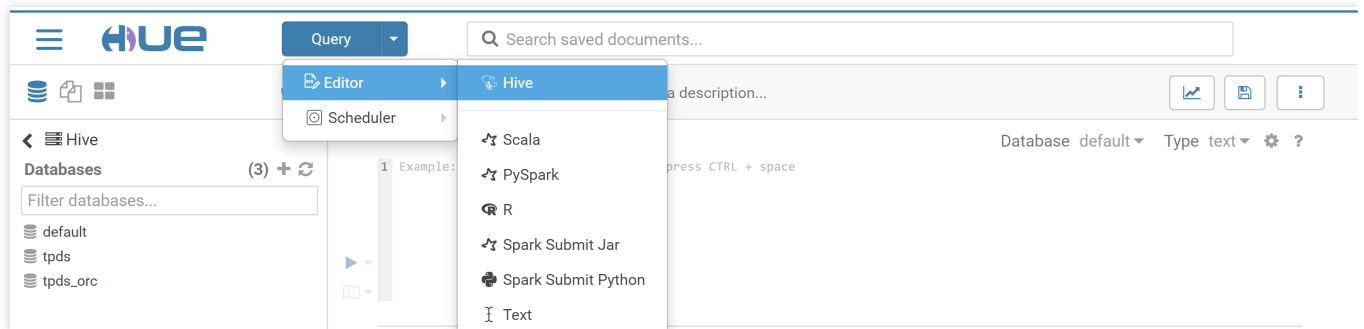 HUE
Query
Search saved documents...
Editor
Hive
a description...
Scheduler
Hive
Scala
Database default Type text ?
Databases (3)
1 Example: press CTRL + space
PySpark
Filter databases...
R
default
Spark Submit Jar
tpds
Spark Submit Python
tpds_orc
Text